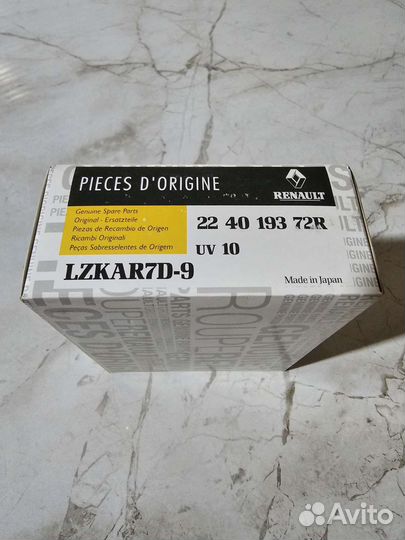 PIECES D'ORIGINE
RENAULT
Genuine Spare Parts
Original - Ersatzteile
Piezas de Recambio de Origen
Ricambi Originali
Peças Sobresselentes de Origem
22 40 193 72R
UV 10
LZKAR7D-9
Made in Japan
Avito